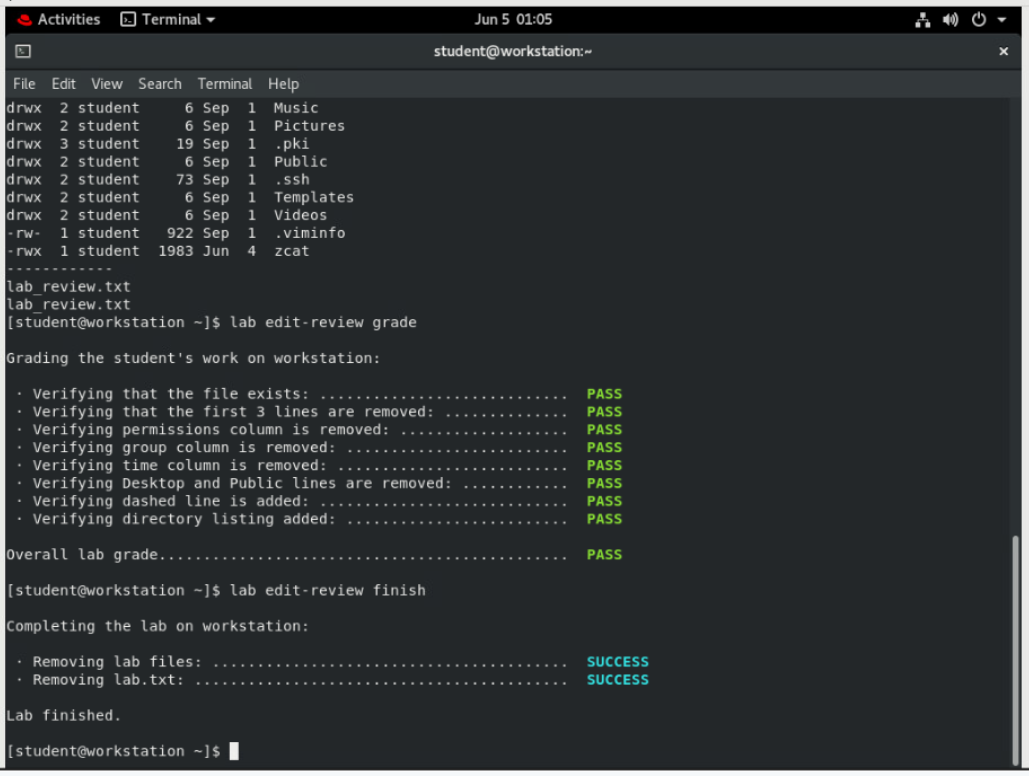 Activities Terminal Jun 5 01:05
student@workstation:~ ×
File Edit View Search Terminal Help
drwx  2 student     6 Sep  1  Music
drwx  2 student     6 Sep  1  Pictures
drwx  3 student    19 Sep  1  .pki
drwx  2 student     6 Sep  1  Public
drwx  2 student    73 Sep  1  .ssh
drwx  2 student     6 Sep  1  Templates
drwx  2 student     6 Sep  1  Videos
-rw-  1 student   922 Sep  1  .viminfo
-rwx  1 student  1983 Jun  4  zcat
------------
lab_review.txt
lab_review.txt
[student@workstation ~]$ lab edit-review grade
Grading the student's work on workstation:
· Verifying that the file exists: ............................ PASS
· Verifying that the first 3 lines are removed: .............. PASS
· Verifying permissions column is removed: ................... PASS
· Verifying group column is removed: ......................... PASS
· Verifying time column is removed: .......................... PASS
· Verifying Desktop and Public lines are removed: ............ PASS
· Verifying dashed line is added: ............................ PASS
· Verifying directory listing added: ......................... PASS
Overall lab grade.............................................. PASS
[student@workstation ~]$ lab edit-review finish
Completing the lab on workstation:
· Removing lab files: ........................................ SUCCESS
· Removing lab.txt: .......................................... SUCCESS
Lab finished.
[student@workstation ~]$